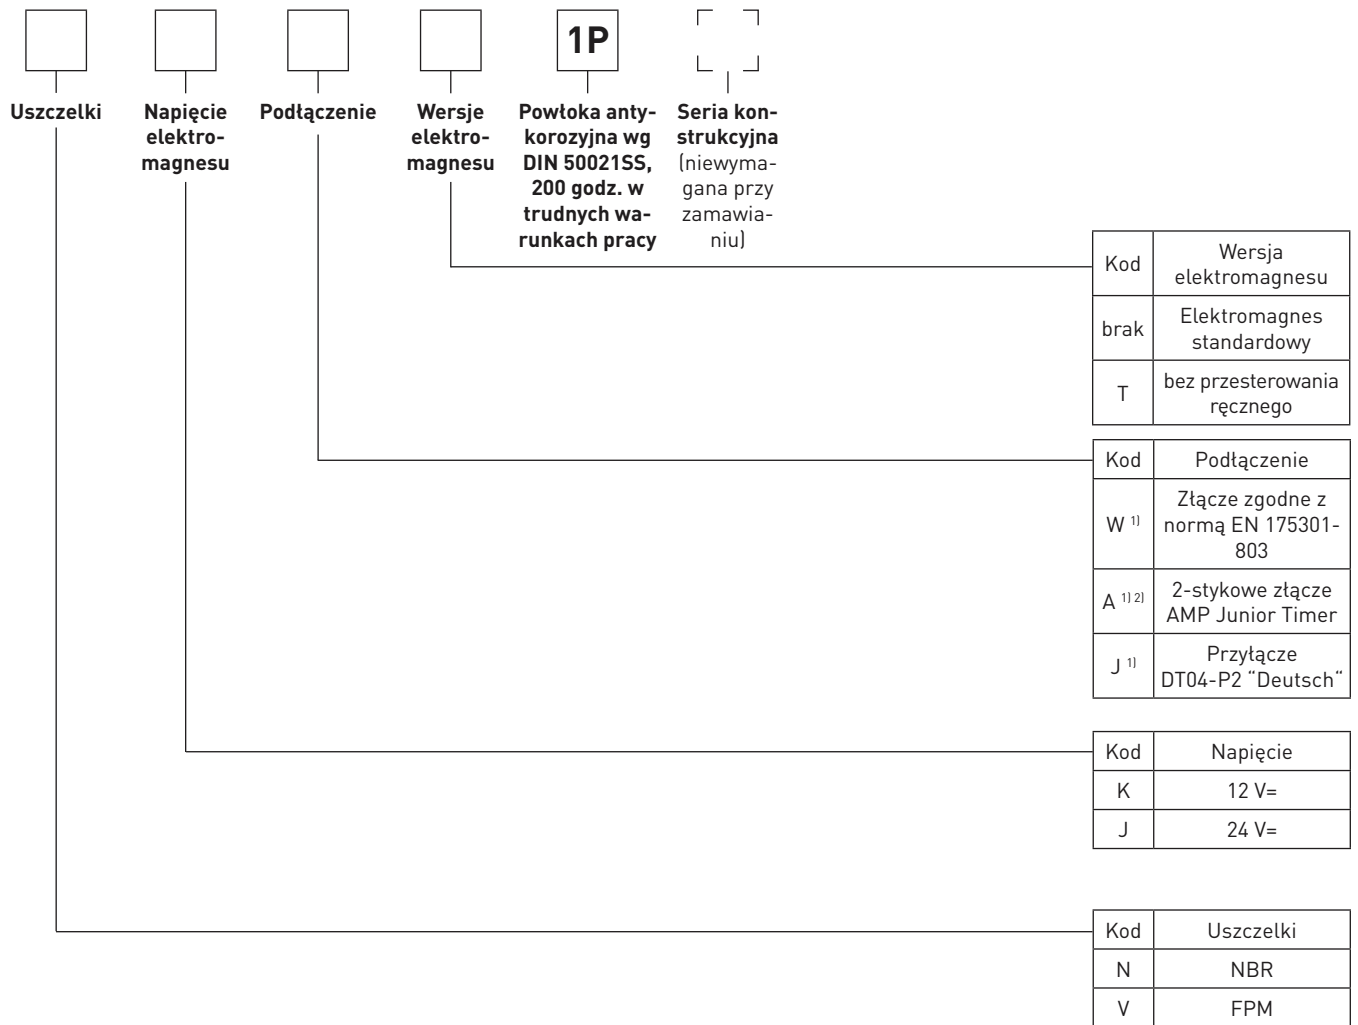 1P
Uszczelki
Napięcie
elektro-
magnesu
Podłączenie
Wersje
elektro-
magnesu
Powłoka anty-
korozyjna wg
DIN 50021SS,
200 godz. w
trudnych wa-
runkach pracy
Seria kon-
strukcyjna
(niewyma-
gana przy
zamawia-
niu)
Kod Wersja
elektromagnesu
brak Elektromagnes
standardowy
T bez przesterowania
ręcznego
Kod Podłączenie
W 1) Złącze zgodne z
normą EN 175301-
803
A 1) 2) 2-stykowe złącze
AMP Junior Timer
J 1) Przyłącze
DT04-P2 "Deutsch"
Kod Napięcie
K 12 V=
J 24 V=
Kod Uszczelki
N NBR
V FPM